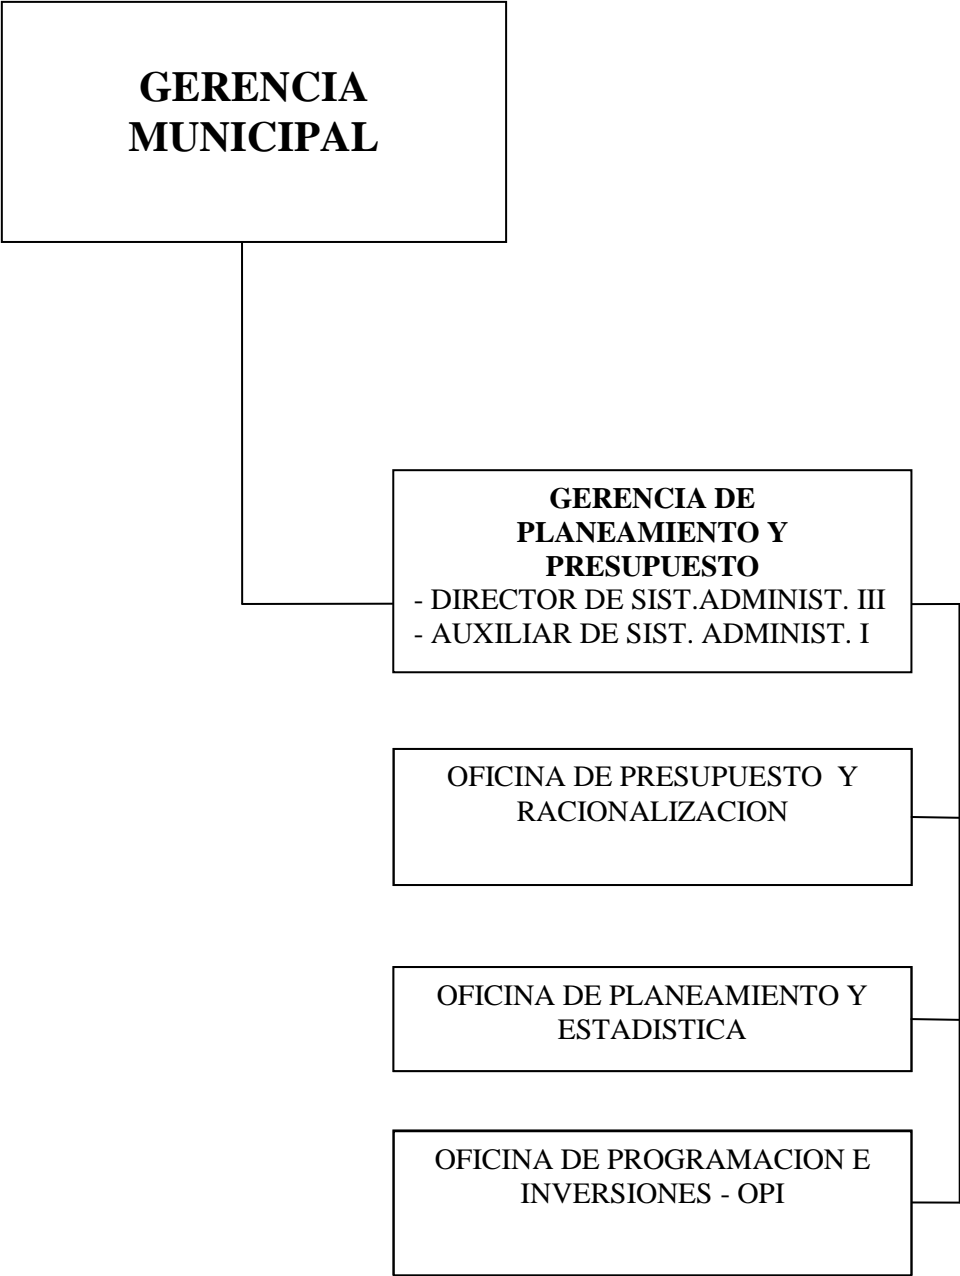 GERENCIA
MUNICIPAL
GERENCIA DE
PLANEAMIENTO Y
PRESUPUESTO
- DIRECTOR DE SIST.ADMINIST. III
- AUXILIAR DE SIST. ADMINIST. I
OFICINA DE PRESUPUESTO  Y
RACIONALIZACION
OFICINA DE PLANEAMIENTO Y
ESTADISTICA
OFICINA DE PROGRAMACION E
INVERSIONES - OPI